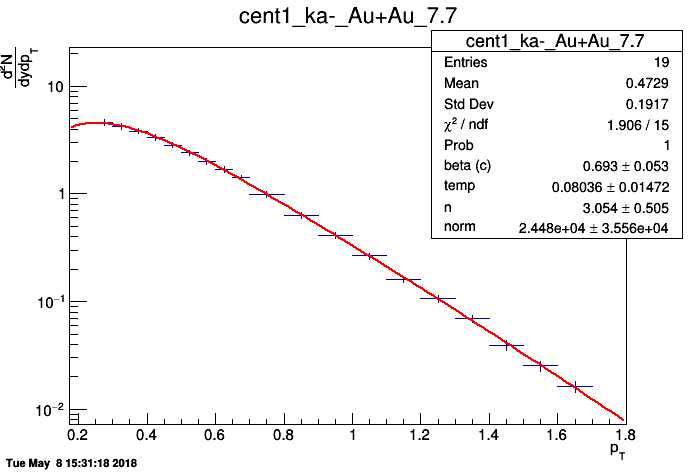 cent1_ka-_Au+Au_7.7
d²N
dydp_T
cent1_ka-_Au+Au_7.7
Entries 19
Mean 0.4729
Std Dev 0.1917
χ² / ndf 1.906 / 15
Prob 1
beta (c) 0.693 ± 0.053
temp 0.08036 ± 0.01472
n 3.054 ± 0.505
norm 2.448e+04 ± 3.556e+04
10
1
10⁻¹
10⁻²
0.2 0.4 0.6 0.8 1 1.2 1.4 1.6 1.8
p_T
Tue May 8 15:31:18 2018